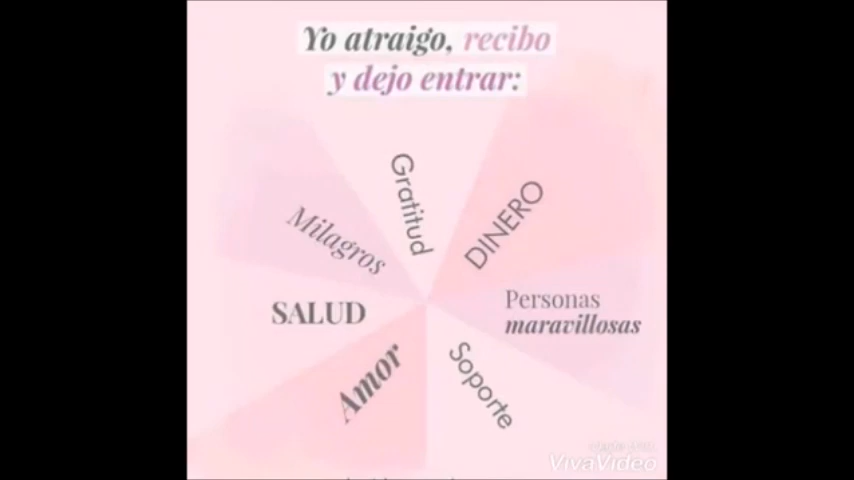 Yo atraigo, recibo
y dejo entrar:
Gratitud
DINERO
Milagros
Personas
maravillosas
SALUD
Amor
Soporte
VivaVideo